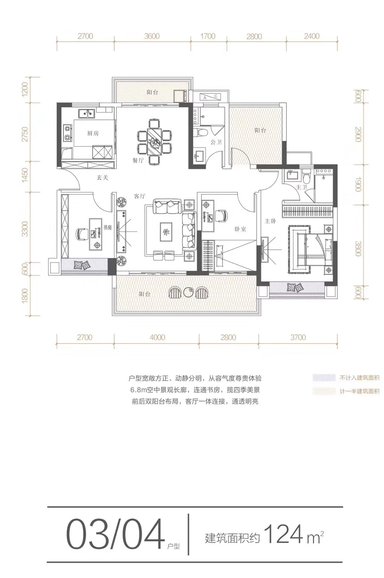 2700 3600 1700 2800 2400
阳台
1200
厨房
餐厅
公卫
阳台
2750
2900
玄关
1450
主卫
1900
客厅
书房
卧室
主房
3300
3800
600
阳台
1800
2700 4000 2900 3700
户型宽敞方正，动静分明，从容气度尊贵体验
6.8m空中景观长廊，连通书房，揽四季美景
前后双阳台布局，客厅一体连接，通透明亮
不计入建筑面积
计一半建筑面积
03/04 户型 建筑面积约 124 m²